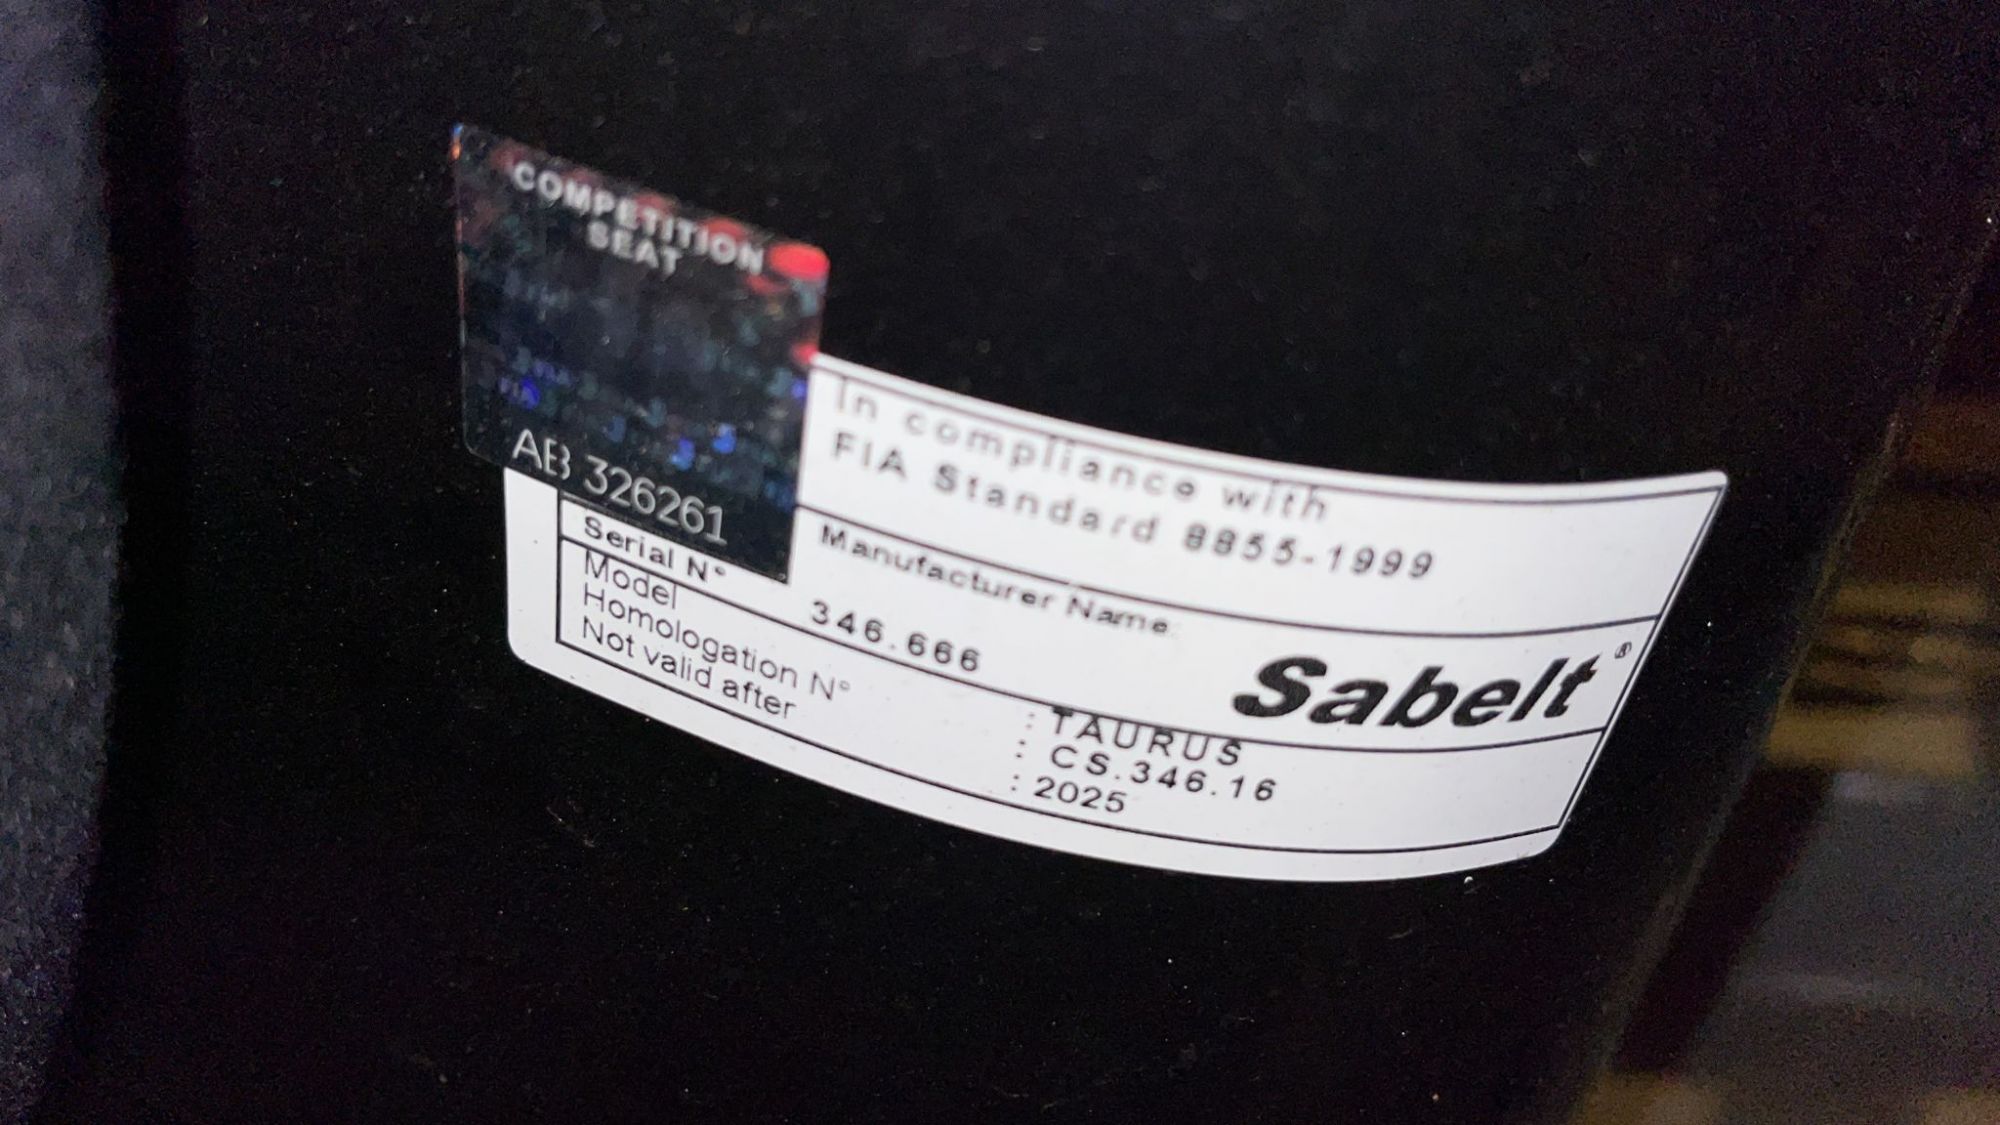 COMPETITION
SEAT
FIA
AB 326261
In compliance with
FIA Standard 8855-1999
Manufacturer Name:
Sabelt®
Serial N° 346.666
Model : TAURUS
Homologation N° : CS.346.16
Not valid after : 2025